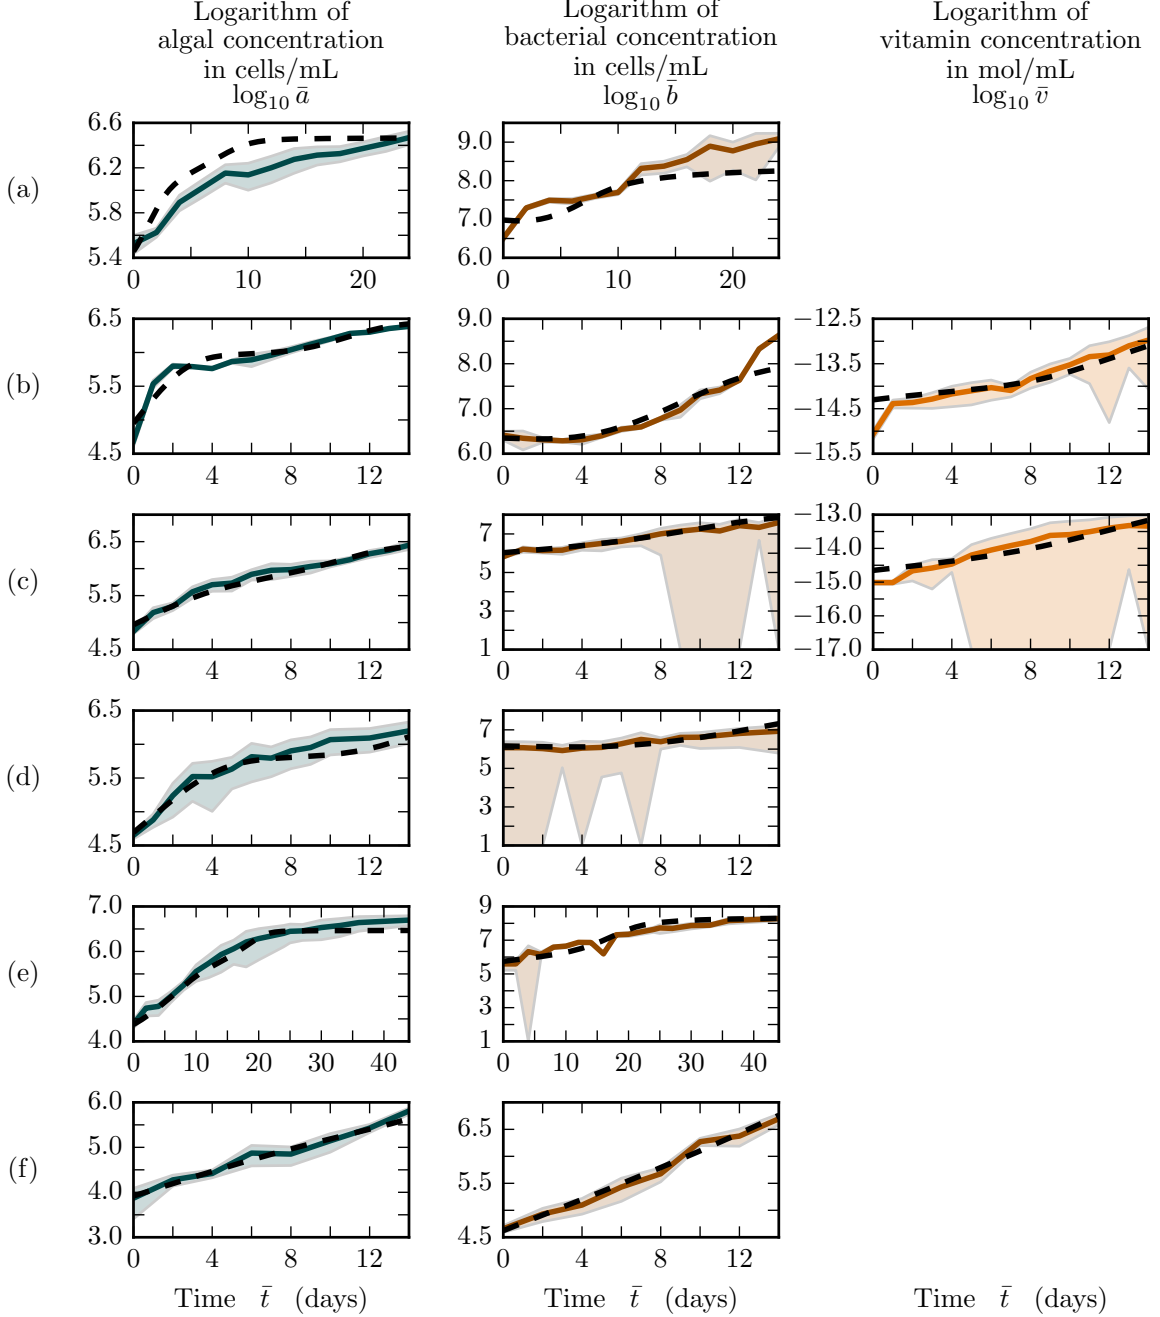 Logarithm of
algal concentration
in cells/mL
log₁₀ ā
Logarithm of
bacterial concentration
in cells/mL
log₁₀ b̄
Logarithm of
vitamin concentration
in mol/mL
log₁₀ v̄
(a)
6.6
6.2
5.8
5.4
0 10 20
9.0
8.0
7.0
6.0
0 10 20
(b)
6.5
5.5
4.5
0 4 8 12
9.0
8.0
7.0
6.0
0 4 8 12
−12.5
−13.5
−14.5
−15.5
0 4 8 12
(c)
6.5
5.5
4.5
0 4 8 12
7
5
3
1
0 4 8 12
−13.0
−14.0
−15.0
−16.0
−17.0
0 4 8 12
(d)
6.5
5.5
4.5
0 4 8 12
7
5
3
1
0 4 8 12
(e)
7.0
6.0
5.0
4.0
0 10 20 30 40
9
7
5
3
1
0 10 20 30 40
(f)
6.0
5.0
4.0
3.0
0 4 8 12
6.5
5.5
4.5
0 4 8 12
Time t̄ (days)
Time t̄ (days)
Time t̄ (days)